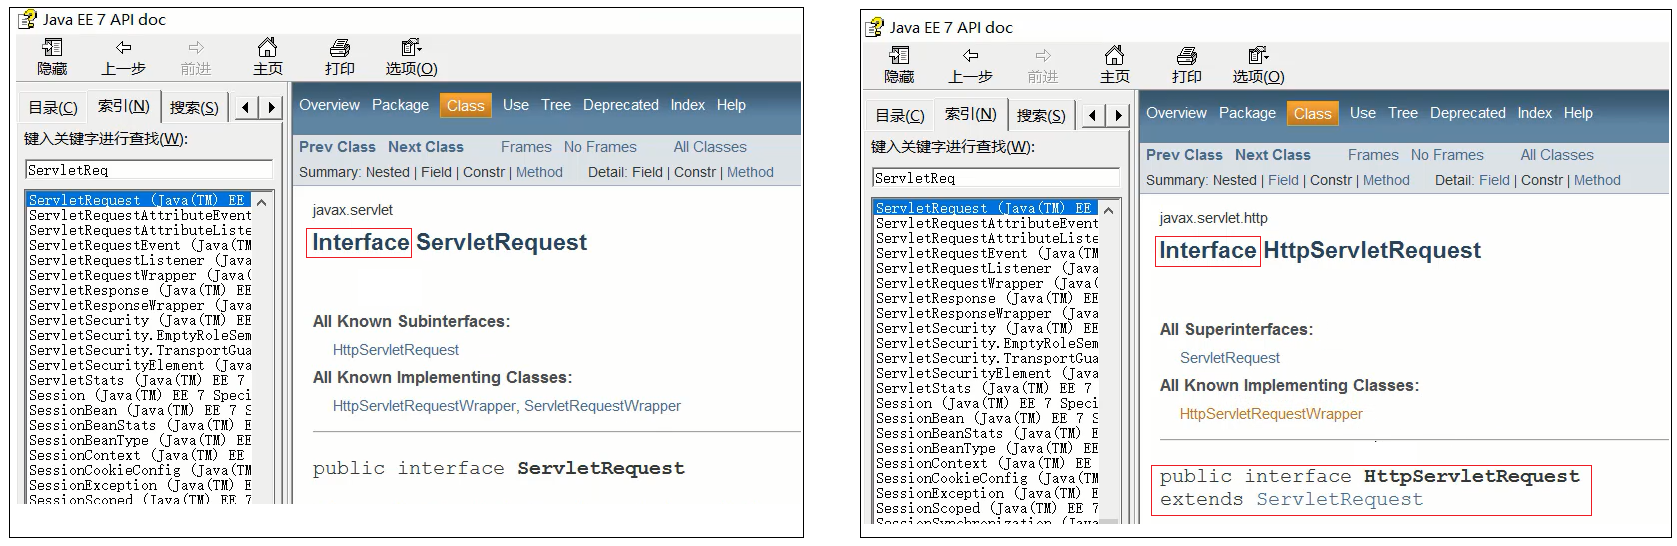 Java EE 7 API doc
隐藏 上一步 前进 主页 打印 选项(O)
目录(C) 索引(N) 搜索(S)
键入关键字进行查找(W):
ServletReq
ServletRequest (Java(TM) EE
ServletRequestAttributeEvent
ServletRequestAttributeListe
ServletRequestEvent (Java(TM
ServletRequestListener (Java
ServletRequestWrapper (Java(
ServletResponse (Java(TM) EE
ServletResponseWrapper (Java
ServletSecurity (Java(TM) EE
ServletSecurity.EmptyRoleSem
ServletSecurity.TransportGua
ServletSecurityElement (Java
ServletStats (Java(TM) EE 7
Session (Java(TM) EE 7 Speci
SessionBean (Java(TM) EE 7 S
SessionBeanStats (Java(TM) E
SessionBeanType (Java(TM) EE
SessionContext (Java(TM) EE
SessionCookieConfig (Java(TM
SessionException (Java(TM) E
SessionScoped (Java(TM) EE 7
Overview Package Class Use Tree Deprecated Index Help
Prev Class Next Class Frames No Frames All Classes
Summary: Nested | Field | Constr | Method Detail: Field | Constr | Method
javax.servlet
Interface ServletRequest
All Known Subinterfaces:
HttpServletRequest
All Known Implementing Classes:
HttpServletRequestWrapper, ServletRequestWrapper
public interface ServletRequest
Java EE 7 API doc
隐藏 上一步 前进 主页 打印 选项(O)
目录(C) 索引(N) 搜索(S)
键入关键字进行查找(W):
ServletReq
ServletRequest (Java(TM) EE
ServletRequestAttributeEvent
ServletRequestAttributeListe
ServletRequestEvent (Java(TM
ServletRequestListener (Java
ServletRequestWrapper (Java(
ServletResponse (Java(TM) EE
ServletResponseWrapper (Java
ServletSecurity (Java(TM) EE
ServletSecurity.EmptyRoleSem
ServletSecurity.TransportGua
ServletSecurityElement (Java
ServletStats (Java(TM) EE 7
Session (Java(TM) EE 7 Speci
SessionBean (Java(TM) EE 7 S
SessionBeanStats (Java(TM) E
SessionBeanType (Java(TM) EE
SessionContext (Java(TM) EE
SessionCookieConfig (Java(TM
SessionException (Java(TM) E
SessionScoped (Java(TM) EE 7
SessionSynchronization (Java
Overview Package Class Use Tree Deprecated Index Help
Prev Class Next Class Frames No Frames All Classes
Summary: Nested | Field | Constr | Method Detail: Field | Constr | Method
javax.servlet.http
Interface HttpServletRequest
All Superinterfaces:
ServletRequest
All Known Implementing Classes:
HttpServletRequestWrapper
public interface HttpServletRequest
extends ServletRequest